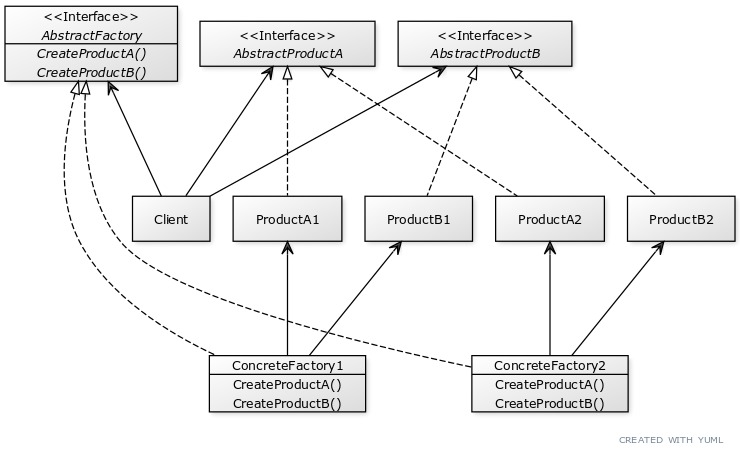 <<Interface>>
AbstractFactory
CreateProductA()
CreateProductB()
<<Interface>>
AbstractProductA
<<Interface>>
AbstractProductB
Client
ProductA1
ProductB1
ProductA2
ProductB2
ConcreteFactory1
CreateProductA()
CreateProductB()
ConcreteFactory2
CreateProductA()
CreateProductB()
CREATED WITH YUML